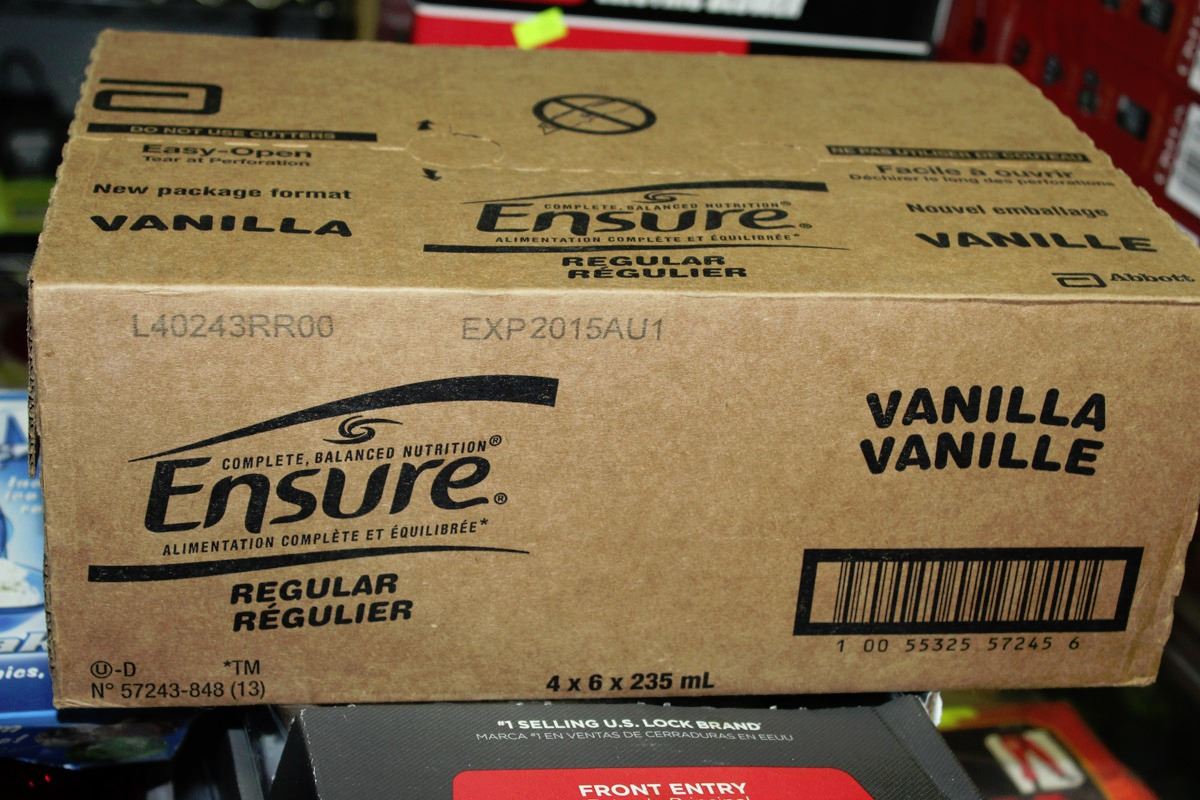 DO NOT USE CUTTERS
Easy-Open
Tear at Perforation
New package format
VANILLA
COMPLETE, BALANCED NUTRITION®
Ensure®
ALIMENTATION COMPLÈTE ET ÉQUILIBRÉE*
REGULAR
RÉGULIER
NE PAS UTILISER DE COUTEAU
Facile à ouvrir
Déchirer le long des perforations
Nouvel emballage
VANILLE
Abbott
L40243RR00 EXP2015AU1
COMPLETE, BALANCED NUTRITION®
Ensure®
ALIMENTATION COMPLÈTE ET ÉQUILIBRÉE*
REGULAR
RÉGULIER
VANILLA
VANILLE
1 00 55325 57245 6
Ⓤ-D *TM
N° 57243-848 (13)
4 x 6 x 235 mL
#1 SELLING U.S. LOCK BRAND
MARCA #1 EN VENTAS DE CERRADURAS EN EEUU
FRONT ENTRY